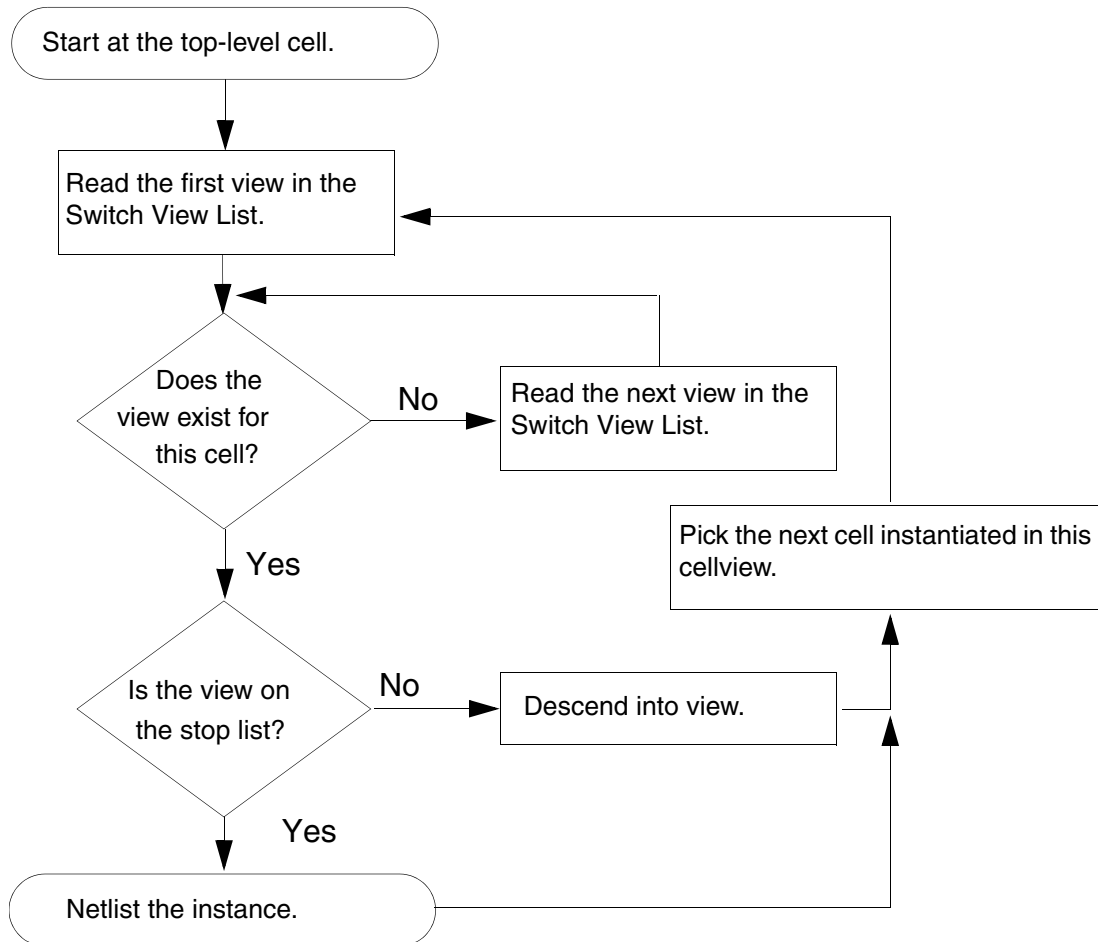 Start at the top-level cell.
Read the first view in the
Switch View List.
Does the
view exist for
this cell?
No
Read the next view in the
Switch View List.
Yes
Pick the next cell instantiated in this
cellview.
Is the view on
the stop list?
No
Descend into view.
Yes
Netlist the instance.